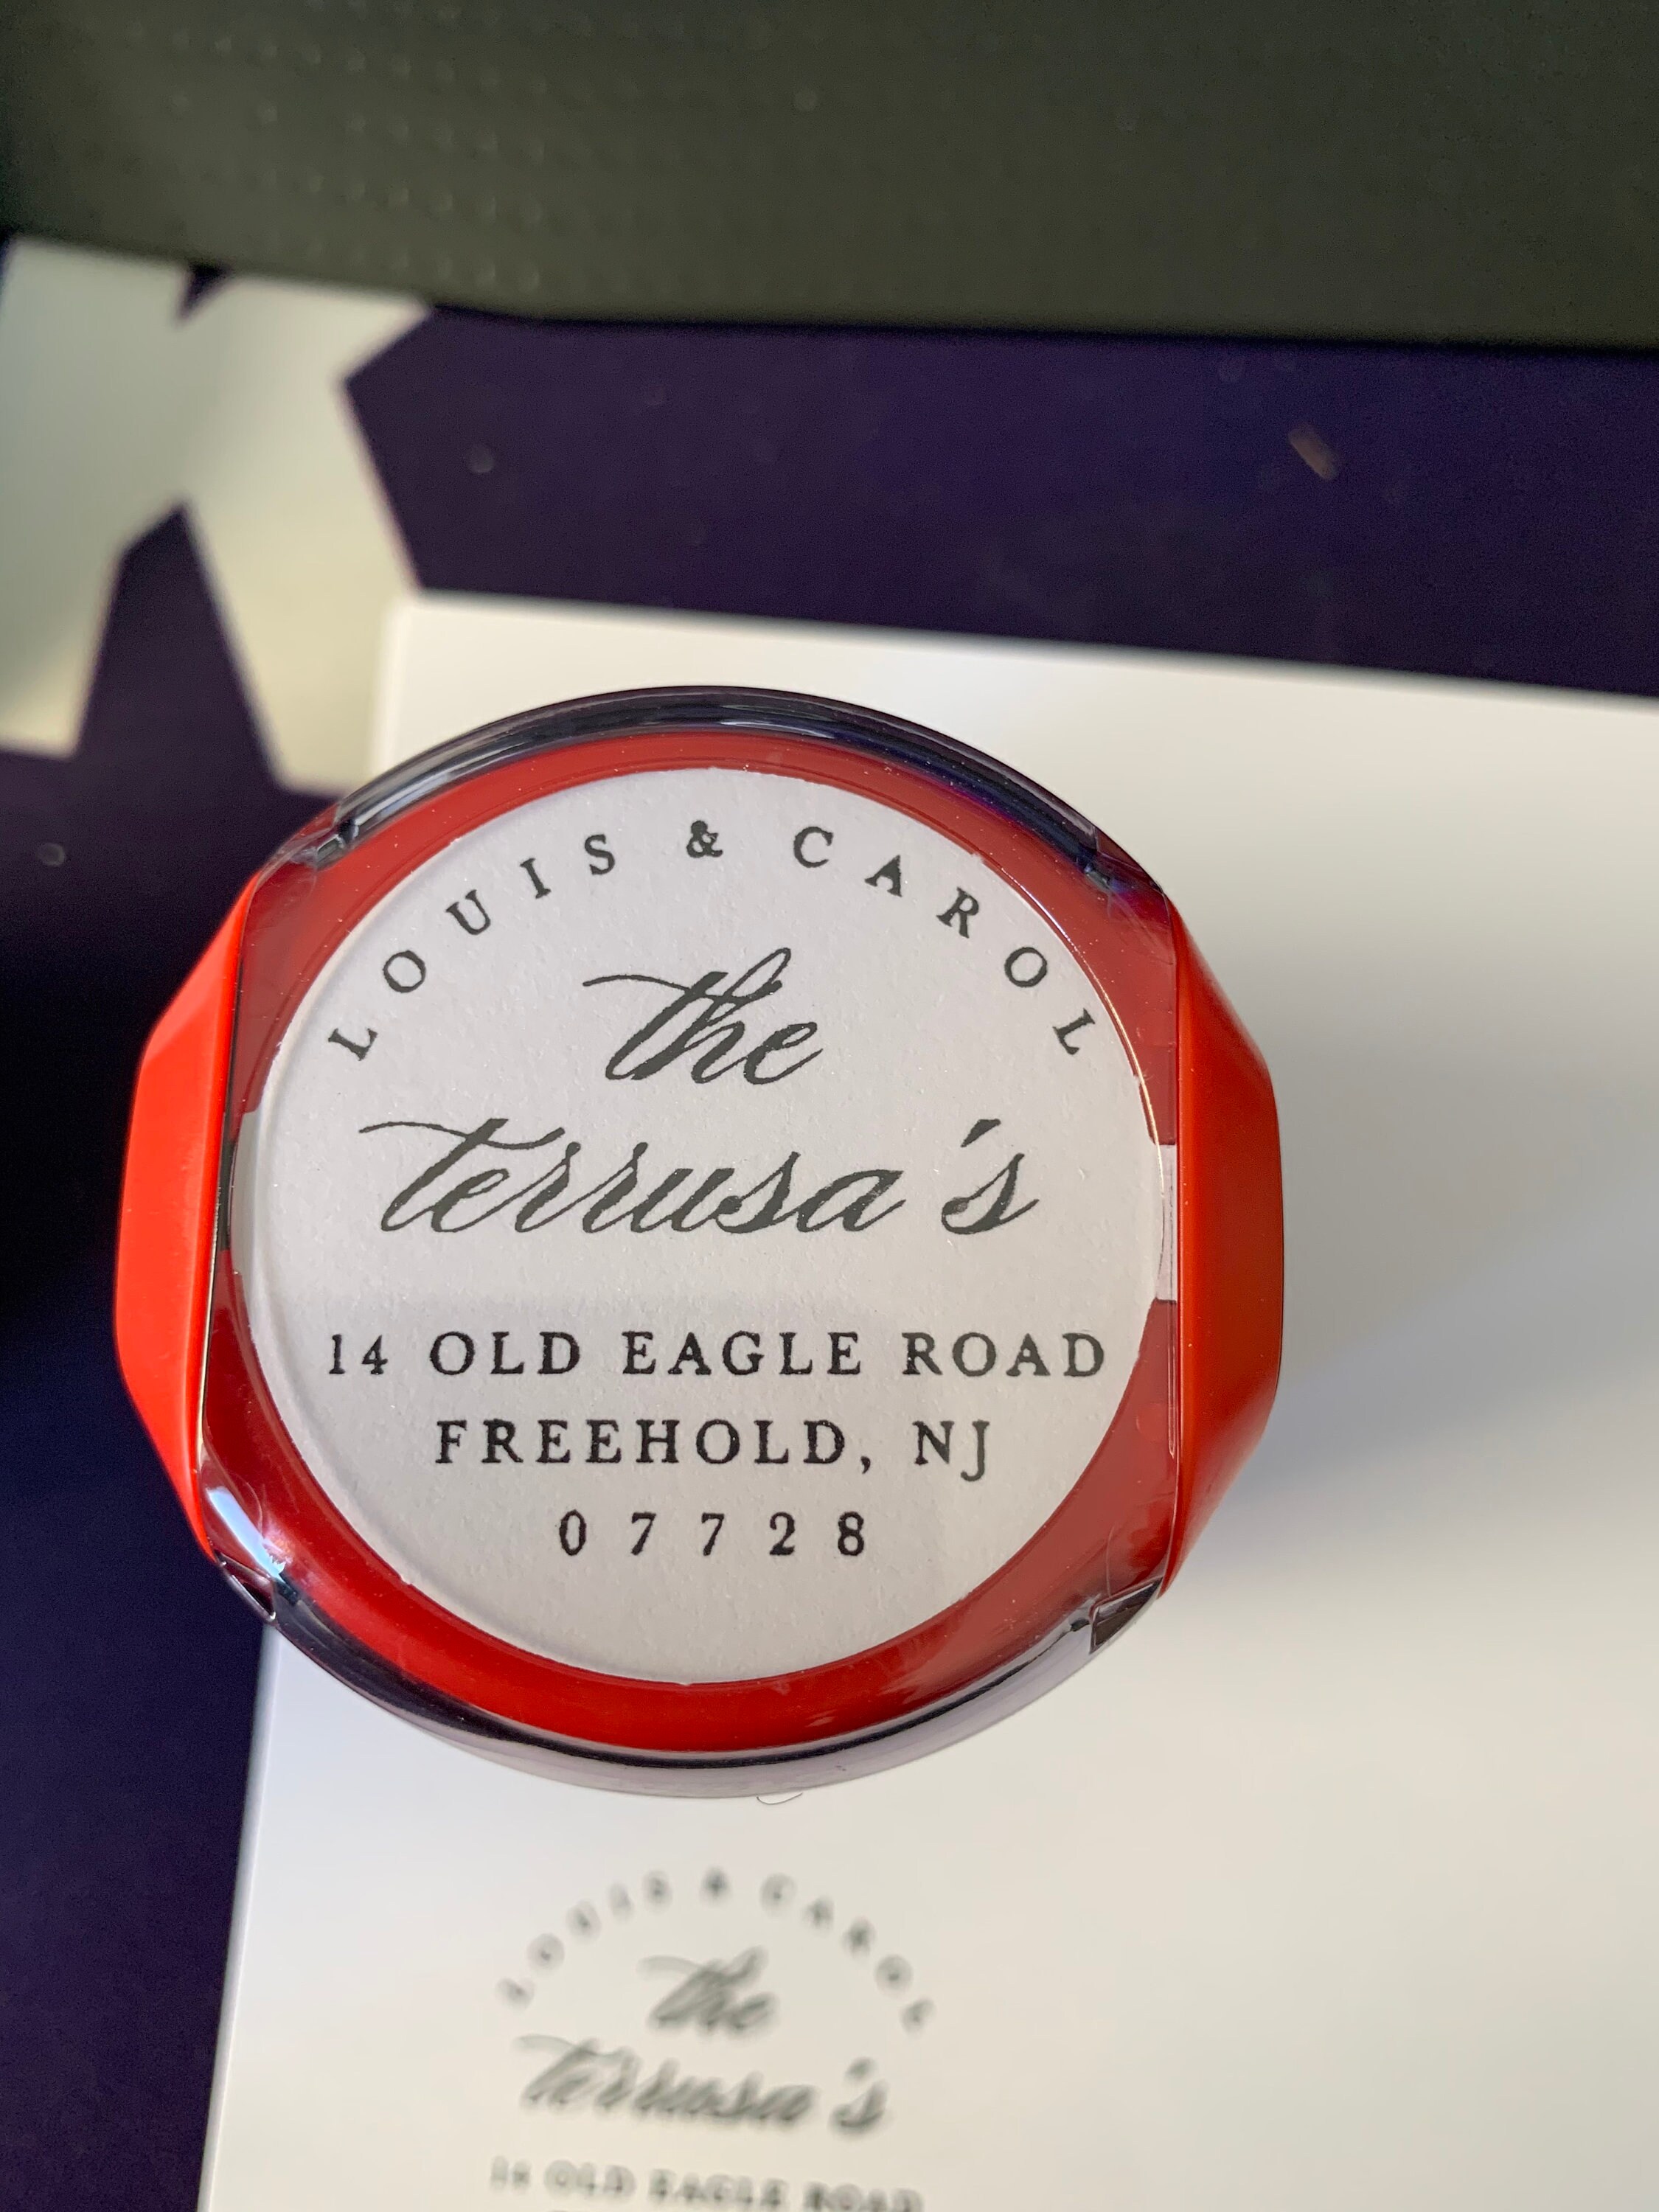 LOUIS & CAROL
the
terrusa's
14 OLD EAGLE ROAD
FREEHOLD, NJ
07728
LOUIS & CAROL
the
terrusa's
14 OLD EAGLE ROAD